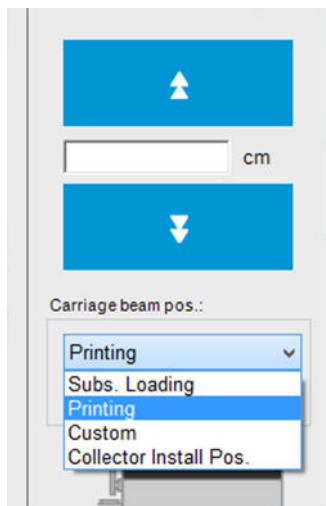 cm
Carriage beam pos.:
Printing
Subs. Loading
Printing
Custom
Collector Install Pos.